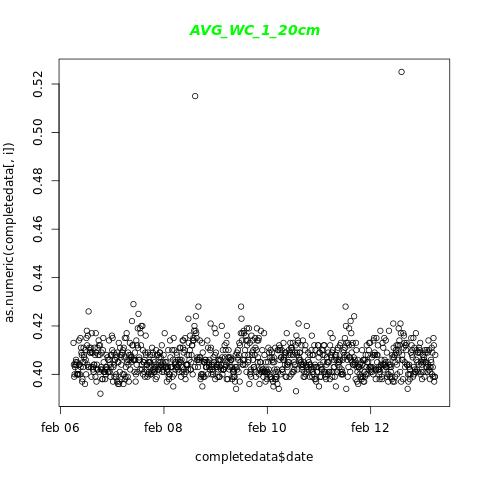 AVG_WC_1_20cm
as.numeric(completedata[, i])
0.52
0.50
0.48
0.46
0.44
0.42
0.40
feb 06 feb 08 feb 10 feb 12
completedata$date